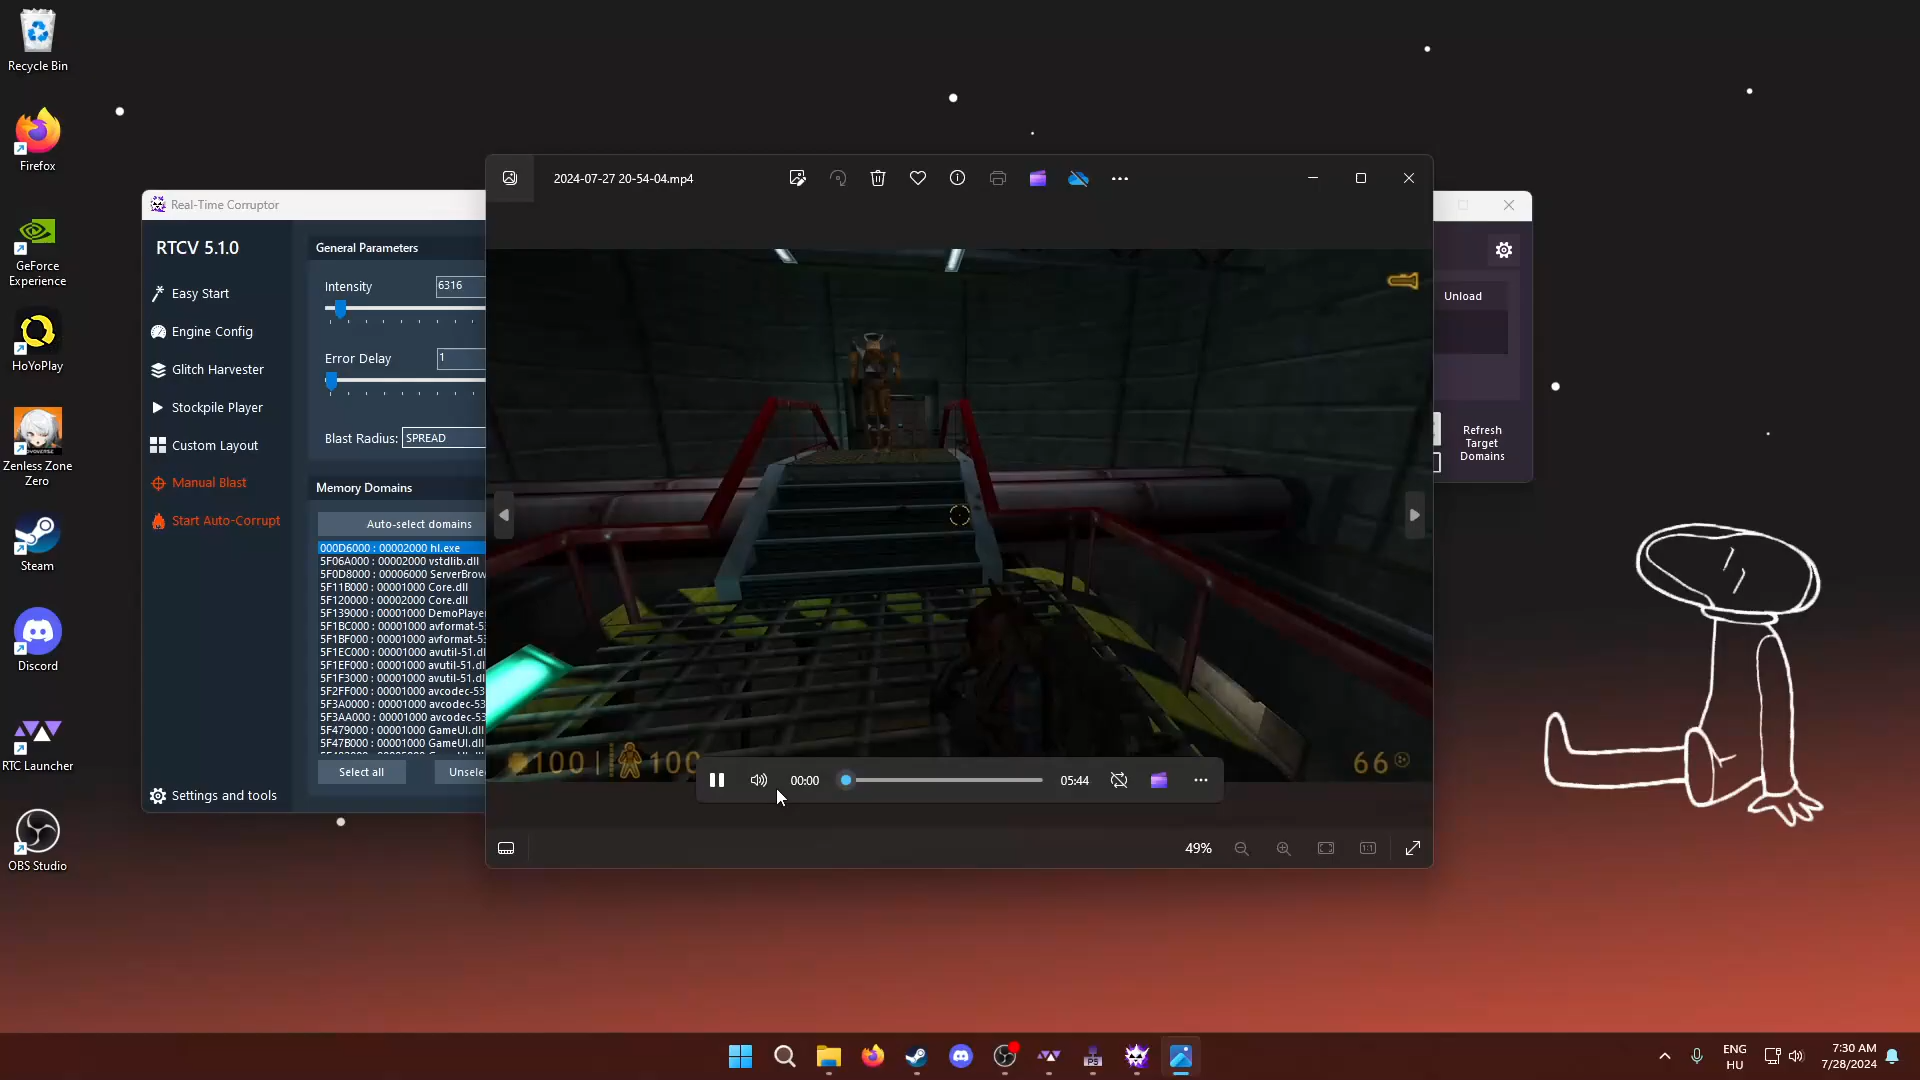 Recycle Bin
Firefox
GeForce
Experience
HoYoPlay
Zenless Zone
Zero
Steam
Discord
RTC Launcher
OBS Studio
Real-Time Corruptor
RTCV 5.1.0
Easy Start
Engine Config
Glitch Harvester
Stockpile Player
Custom Layout
Manual Blast
Start Auto-Corrupt
Settings and tools
General Parameters
Intensity
6316
Error Delay
1
Blast Radius:
SPREAD
Memory Domains
Auto-select domains
000D6000 : 00002000 hl.exe
5F06A000 : 00002000 vstdlib.dll
5F0D8000 : 00006000 ServerBrow
5F11B000 : 00001000 Core.dll
5F120000 : 00002000 Core.dll
5F139000 : 00001000 DemoPlayer
5F1BC000 : 00001000 avformat-5
5F1BF000 : 00001000 avformat-5
5F1EC000 : 00001000 avutil-51.dl
5F1EF000 : 00001000 avutil-51.dl
5F1F3000 : 00001000 avutil-51.dl
5F2FF000 : 00001000 avcodec-53
5F3A0000 : 00001000 avcodec-53
5F3AA000 : 00001000 avcodec-53
5F479000 : 00001000 GameUI.dl
5F47B000 : 00001000 GameUI.dl
Select all
Unsele
2024-07-27 20-54-04.mp4
100
100
66
00:00
05:44
49%
Unload
Refresh
Target
Domains
ENG
HU
7:30 AM
7/28/2024